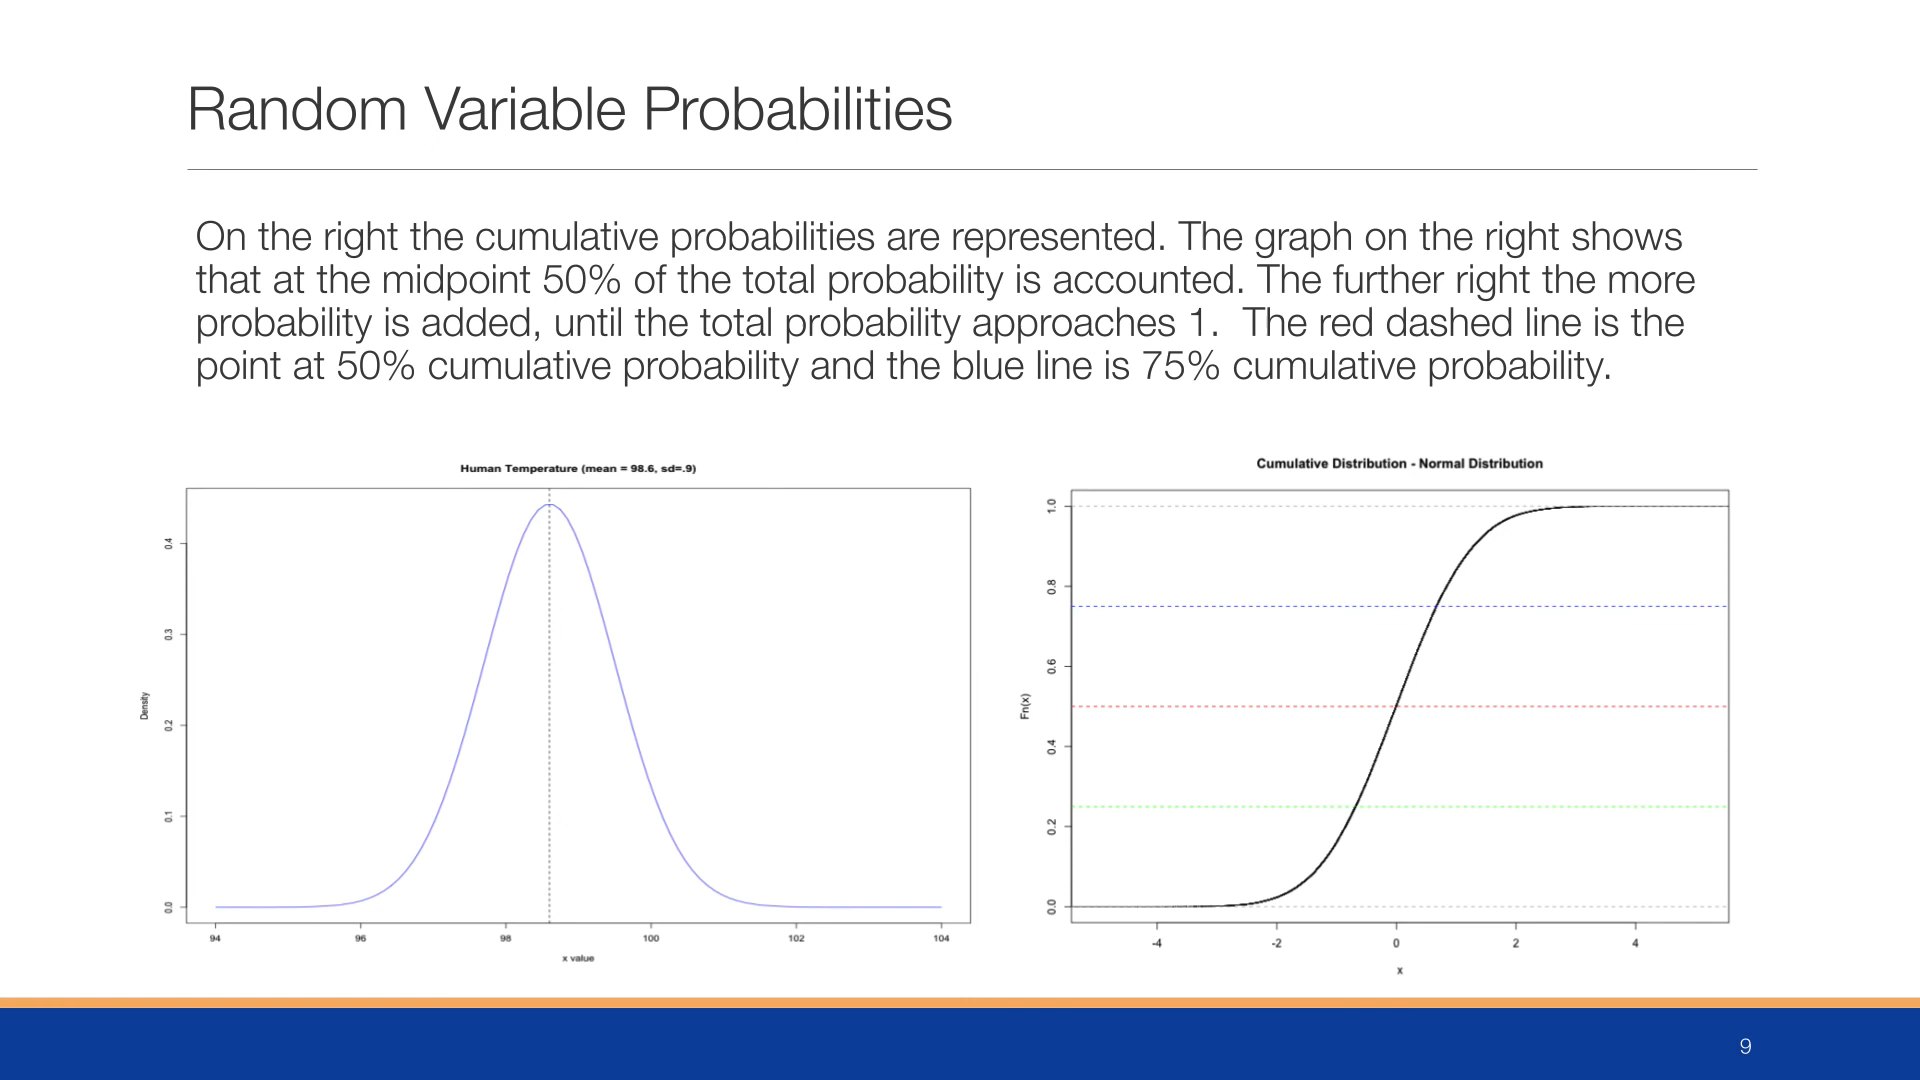 Random Variable Probabilities
On the right the cumulative probabilities are represented. The graph on the right shows
that at the midpoint 50% of the total probability is accounted. The further right the more
probability is added, until the total probability approaches 1.  The red dashed line is the
point at 50% cumulative probability and the blue line is 75% cumulative probability.
Human Temperature (mean = 98.6, sd=.9)
Density
0.4
0.3
0.2
0.1
0.0
94 96 98 100 102 104
x value
Cumulative Distribution - Normal Distribution
Fn(x)
1.0
0.8
0.6
0.4
0.2
0.0
-4 -2 0 2 4
x
9